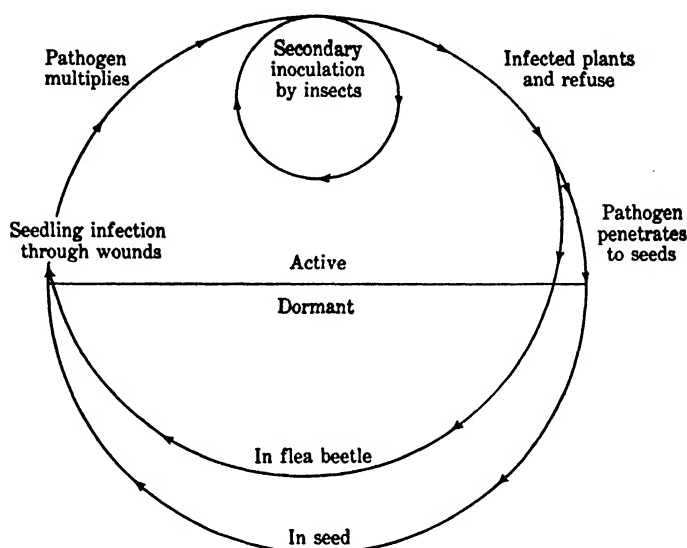 Pathogen
multiplies
Secondary
inoculation
by insects
Infected plants
and refuse
Seedling infection
through wounds
Pathogen
penetrates
to seeds
Active
Dormant
In flea beetle
In seed